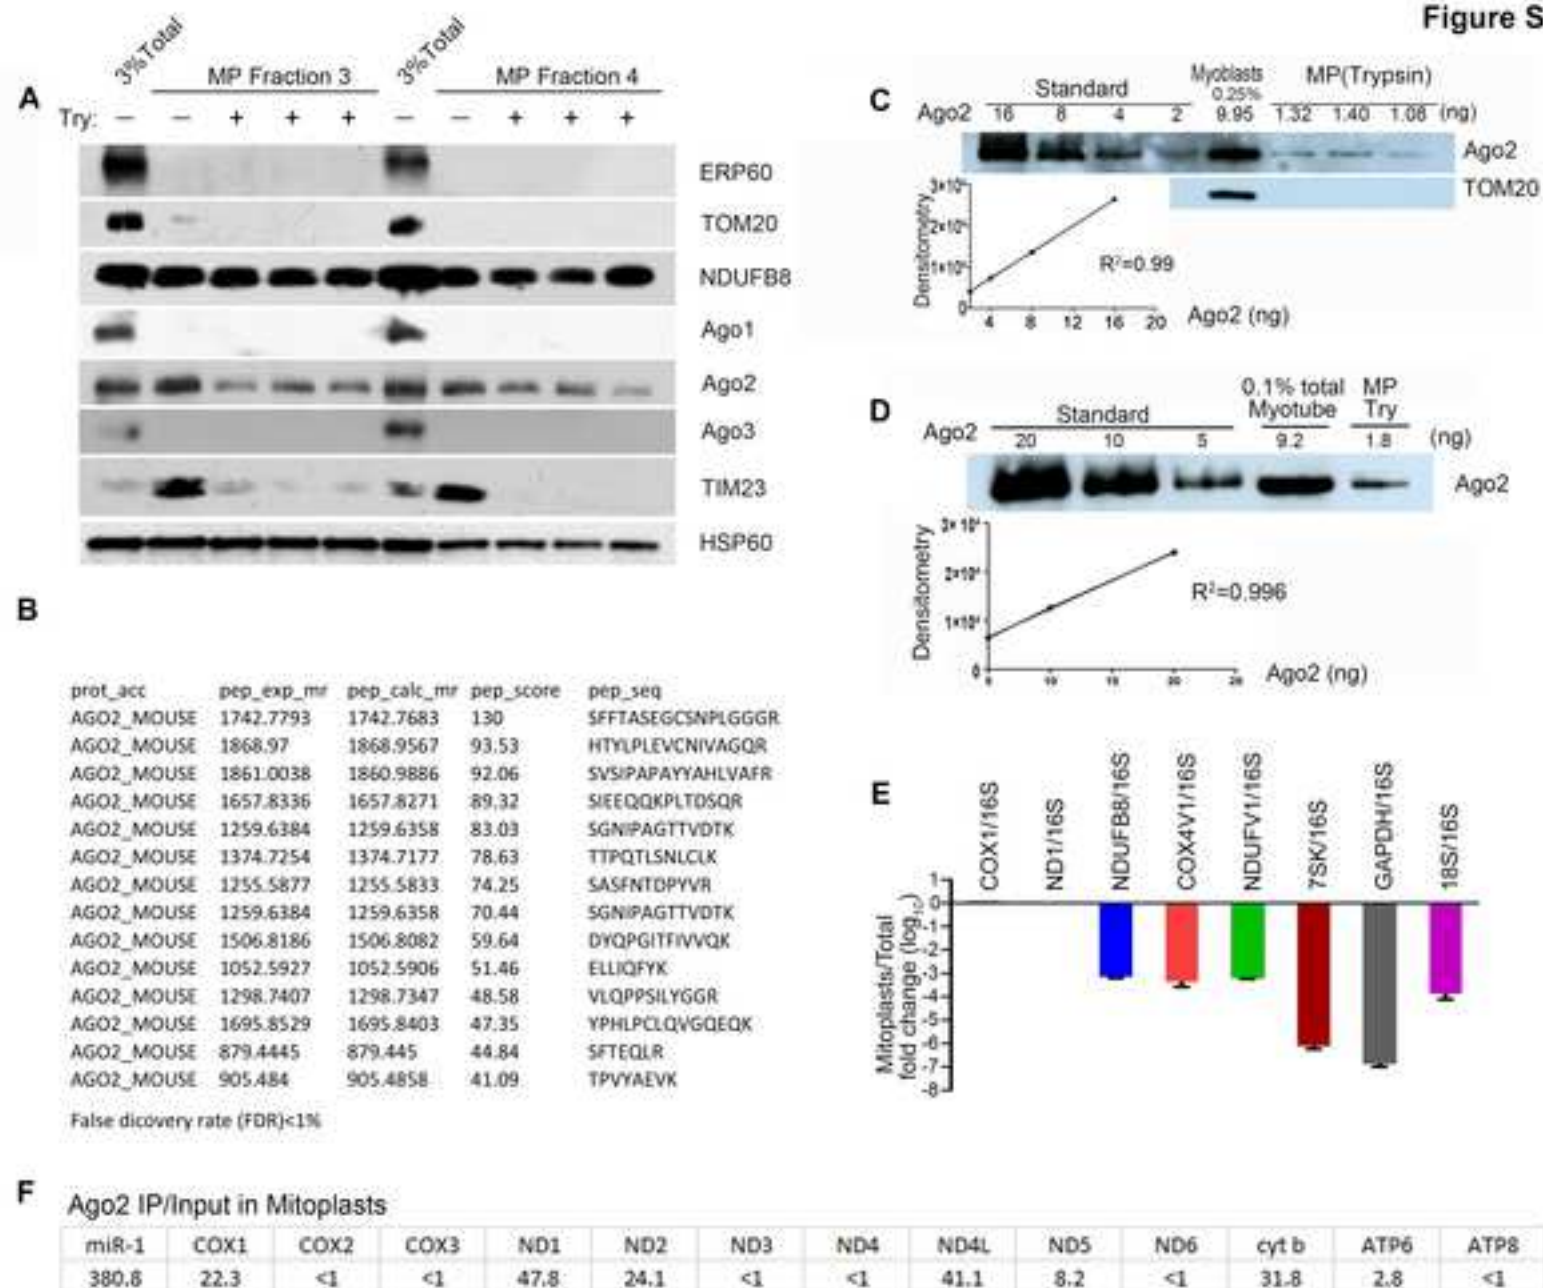 Figure S
A
3%Total
MP Fraction 3
3%Total
MP Fraction 4
Try: – – + + + – – + + +
ERP60
TOM20
NDUFB8
Ago1
Ago2
Ago3
TIM23
HSP60
B
prot_acc pep_exp_mr pep_calc_mr pep_score pep_seq
AGO2_MOUSE 1742.7793 1742.7683 130 SFFTASEGCSNPLGGGR
AGO2_MOUSE 1868.97 1868.9567 93.53 HTYLPLEVCNIVAGQR
AGO2_MOUSE 1861.0038 1860.9886 92.06 SVSIPAPAYYAHLVAFR
AGO2_MOUSE 1657.8336 1657.8271 89.32 SIEEQQKPLTDSQR
AGO2_MOUSE 1259.6384 1259.6358 83.03 SGNIPAGTTVDTK
AGO2_MOUSE 1374.7254 1374.7177 78.63 TTPQTLSNLCLK
AGO2_MOUSE 1255.5877 1255.5833 74.25 SASFNTDPYVR
AGO2_MOUSE 1259.6384 1259.6358 70.44 SGNIPAGTTVDTK
AGO2_MOUSE 1506.8186 1506.8082 59.64 DYQPGITFIVVQK
AGO2_MOUSE 1052.5927 1052.5906 51.46 ELLIQFYK
AGO2_MOUSE 1298.7407 1298.7347 48.58 VLQPPSILYGGR
AGO2_MOUSE 1695.8529 1695.8403 47.35 YPHLPCLQVGQEQK
AGO2_MOUSE 879.4445 879.445 44.84 SFTEQLR
AGO2_MOUSE 905.484 905.4858 41.09 TPVYAEVK
False dicovery rate (FDR)<1%
C
Standard
Myoblasts
0.25%
MP(Trypsin)
Ago2 16 8 4 2 9.95 1.32 1.40 1.08 (ng)
Ago2
TOM20
Densitometry
0
R²=0.99
4 8 12 16 20 Ago2 (ng)
D
Standard
0.1% total
Myotube
MP
Try
Ago2 20 10 5 9.2 1.8 (ng)
Ago2
Densitometry
3×10⁴
2×10⁴
1×10⁴
0
R²=0.996
Ago2 (ng)
E
COX1/16S
ND1/16S
NDUFB8/16S
COX4V1/16S
NDUFV1/16S
7SK/16S
GAPDH/16S
18S/16S
Mitoplasts/Total
fold change (log₁₀)
1
0
-1
-2
-3
-4
-5
-6
-7
-8
F
Ago2 IP/Input in Mitoplasts
miR-1 COX1 COX2 COX3 ND1 ND2 ND3 ND4 ND4L ND5 ND6 cyt b ATP6 ATP8
380.8 22.3 <1 <1 47.8 24.1 <1 <1 41.1 8.2 <1 31.8 2.8 <1